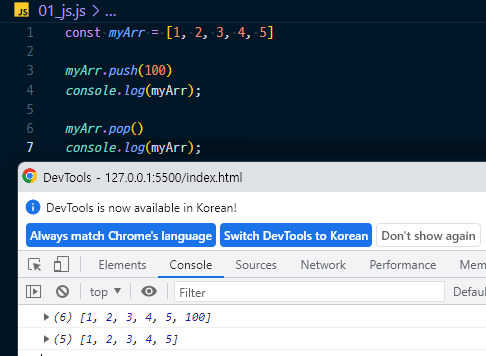 JS 01_js.js > ...
1 const myArr = [1, 2, 3, 4, 5]
2
3 myArr.push(100)
4 console.log(myArr);
5
6 myArr.pop()
7 console.log(myArr);
DevTools - 127.0.0.1:5500/index.html
DevTools is now available in Korean!
Always match Chrome's language Switch DevTools to Korean Don't show again
Elements Console Sources Network Performance Mem
top Filter Defau
(6) [1, 2, 3, 4, 5, 100]
(5) [1, 2, 3, 4, 5]